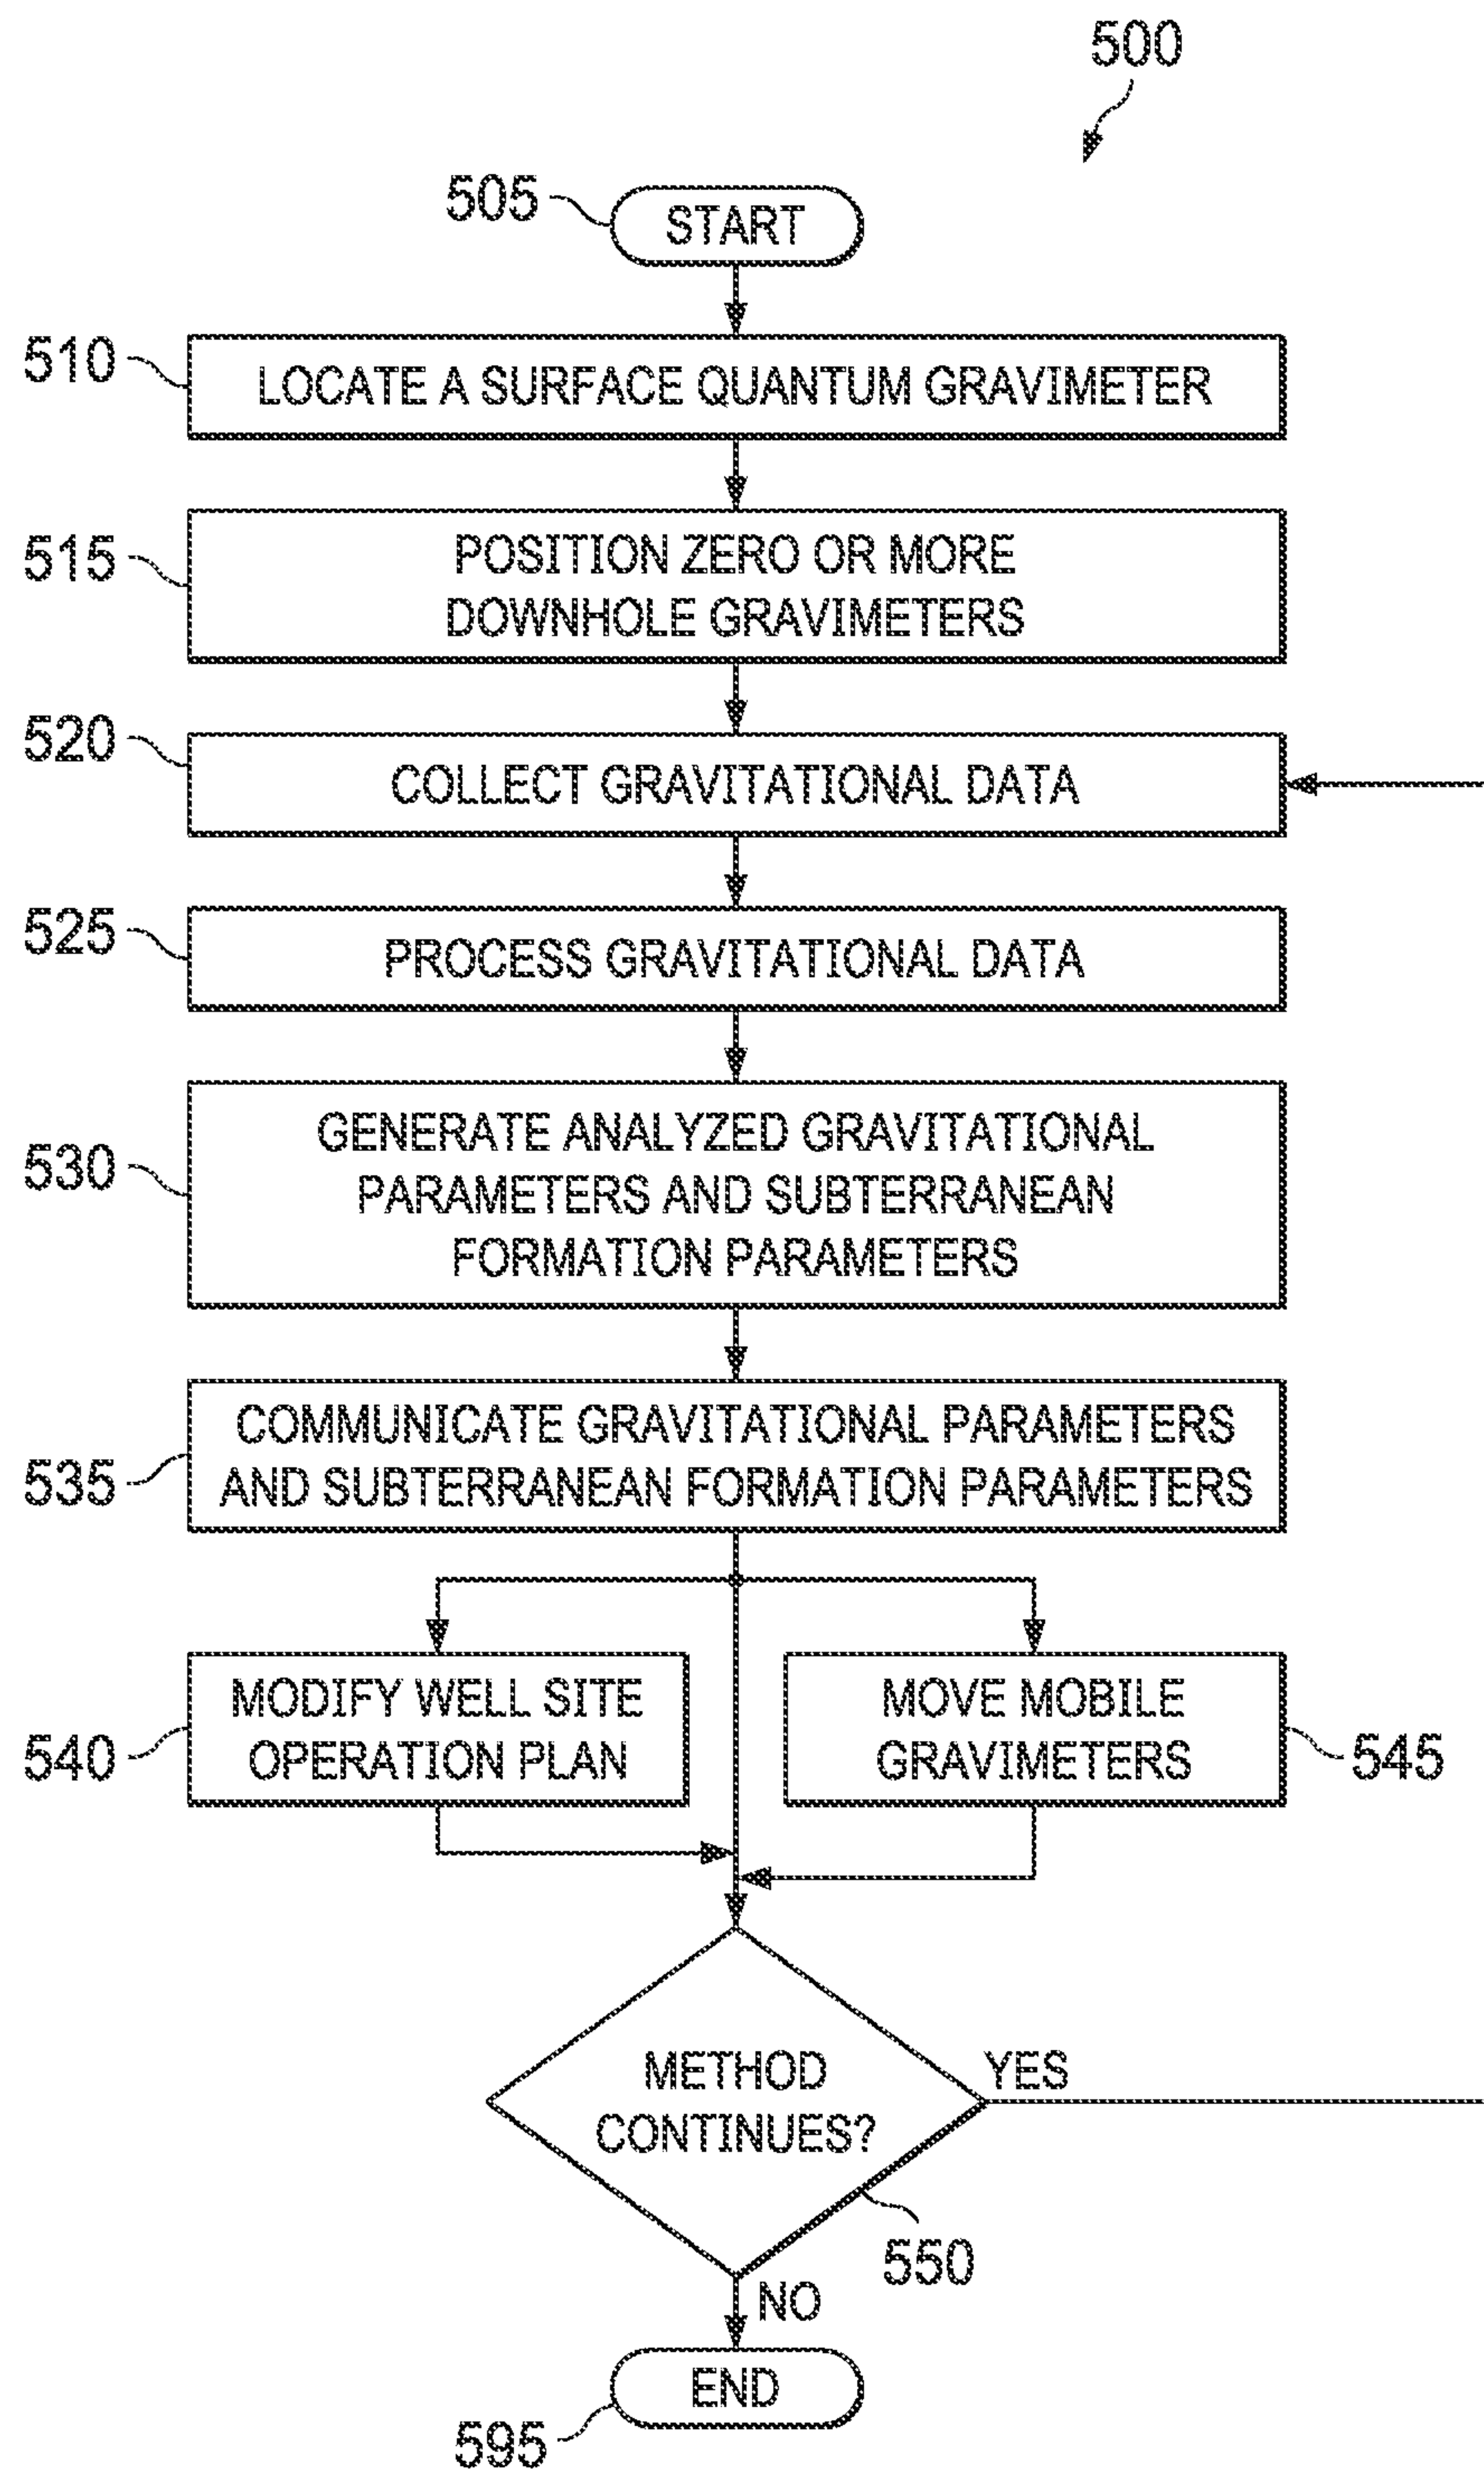 500
505
START
510
LOCATE A SURFACE QUANTUM GRAVIMETER
515
POSITION ZERO OR MORE
DOWNHOLE GRAVIMETERS
520
COLLECT GRAVITATIONAL DATA
525
PROCESS GRAVITATIONAL DATA
530
GENERATE ANALYZED GRAVITATIONAL
PARAMETERS AND SUBTERRANEAN
FORMATION PARAMETERS
535
COMMUNICATE GRAVITATIONAL PARAMETERS
AND SUBTERRANEAN FORMATION PARAMETERS
540
MODIFY WELL SITE
OPERATION PLAN
MOVE MOBILE
GRAVIMETERS
545
METHOD
CONTINUES?
YES
550
NO
END
595